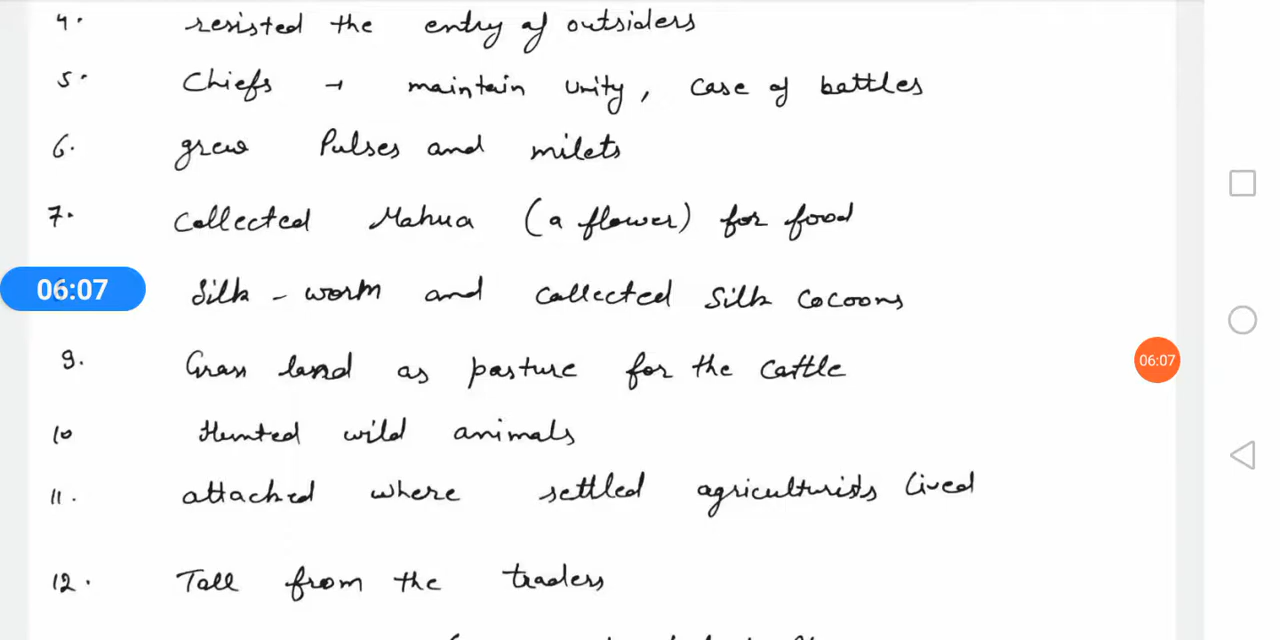 4. resisted the entry of outsiders
5. Chiefs → maintain unity, case of battles
6. grew Pulses and milets
7. Collected Mahua (a flower) for food
06:07 Silk - worm and collected silk cocoons
9. Grass land as pasture for the cattle
06:07
10 Hunted wild animals
11. attached where settled agriculturists lived
12. Toll from the traders